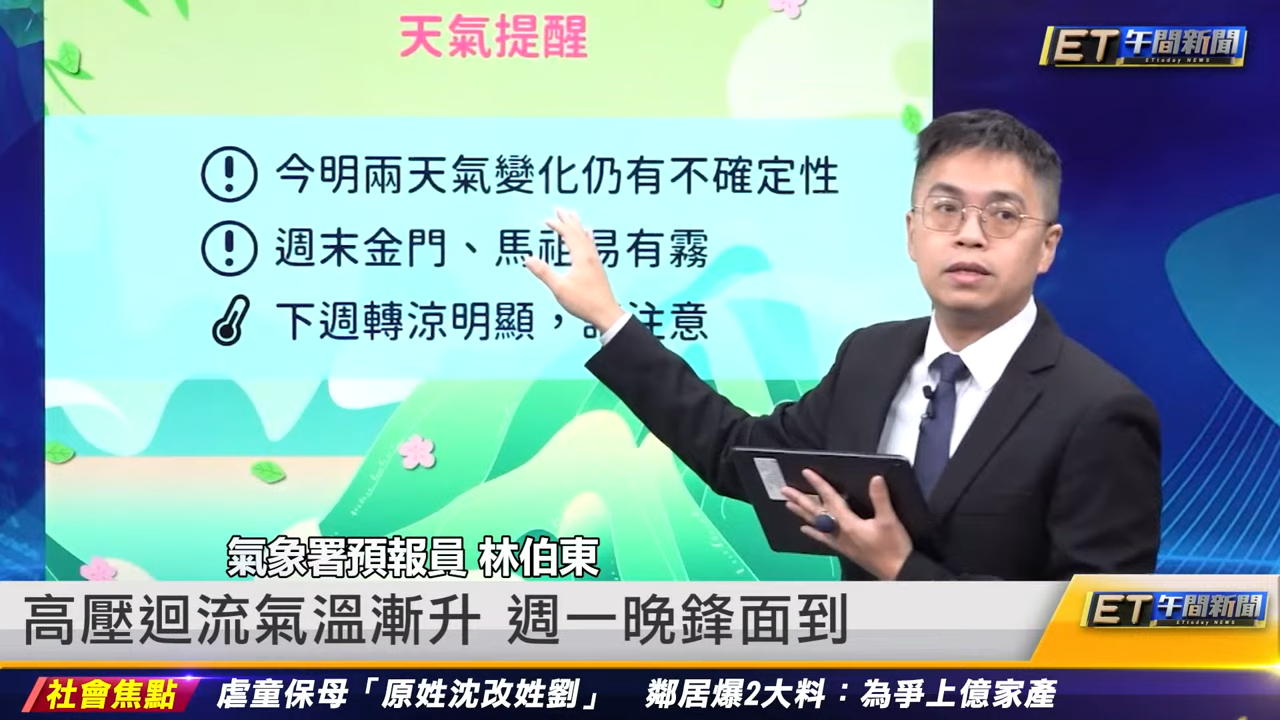 天氣提醒
ET午間新聞
ETtoday NEWS
今明兩天氣變化仍有不確定性
週末金門、馬祖易有霧
下週轉涼明顯，請注意
氣象署預報員 林伯東
高壓迴流氣溫漸升 週一晚鋒面到
ET午間新聞
ETtoday NEWS
社會焦點 虐童保母「原姓沈改姓劉」 鄰居爆2大料：為爭上億家產